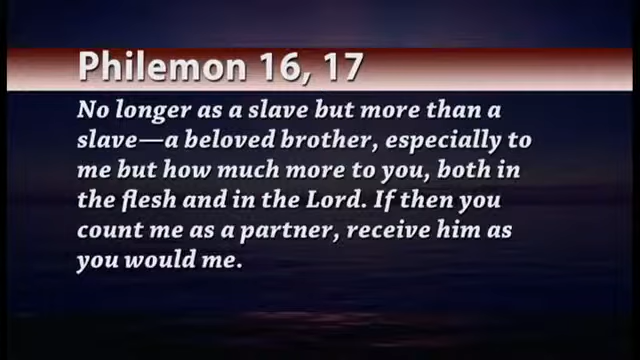 Philemon 16, 17
No longer as a slave but more than a
slave—a beloved brother, especially to
me but how much more to you, both in
the flesh and in the Lord. If then you
count me as a partner, receive him as
you would me.